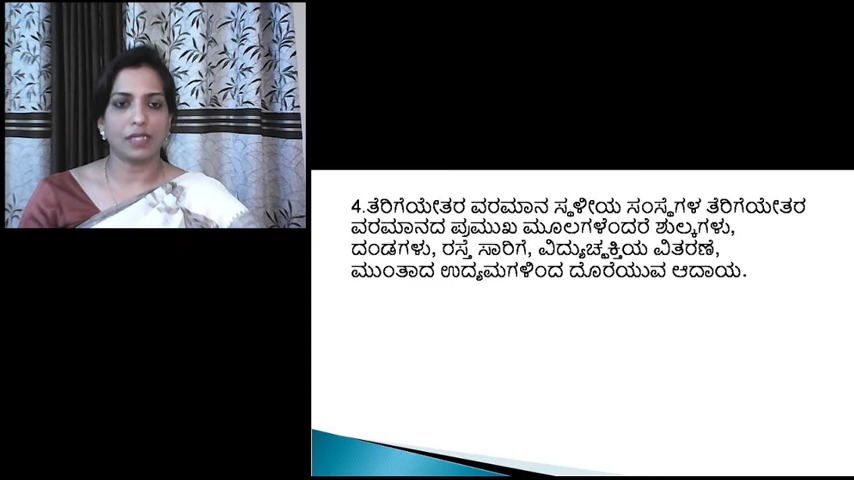 4.ತೆರಿಗೆಯೇತರ ವರಮಾನ ಸ್ಥಳೀಯ ಸಂಸ್ಥೆಗಳ ತೆರಿಗೆಯೇತರ
ವರಮಾನದ ಪ್ರಮುಖ ಮೂಲಗಳೆಂದರೆ ಶುಲ್ಕಗಳು,
ದಂಡಗಳು, ರಸ್ತೆ ಸಾರಿಗೆ, ವಿದ್ಯುಚ್ಛಕ್ತಿಯ ವಿತರಣೆ,
ಮುಂತಾದ ಉದ್ಯಮಗಳಿಂದ ದೊರೆಯುವ ಆದಾಯ.